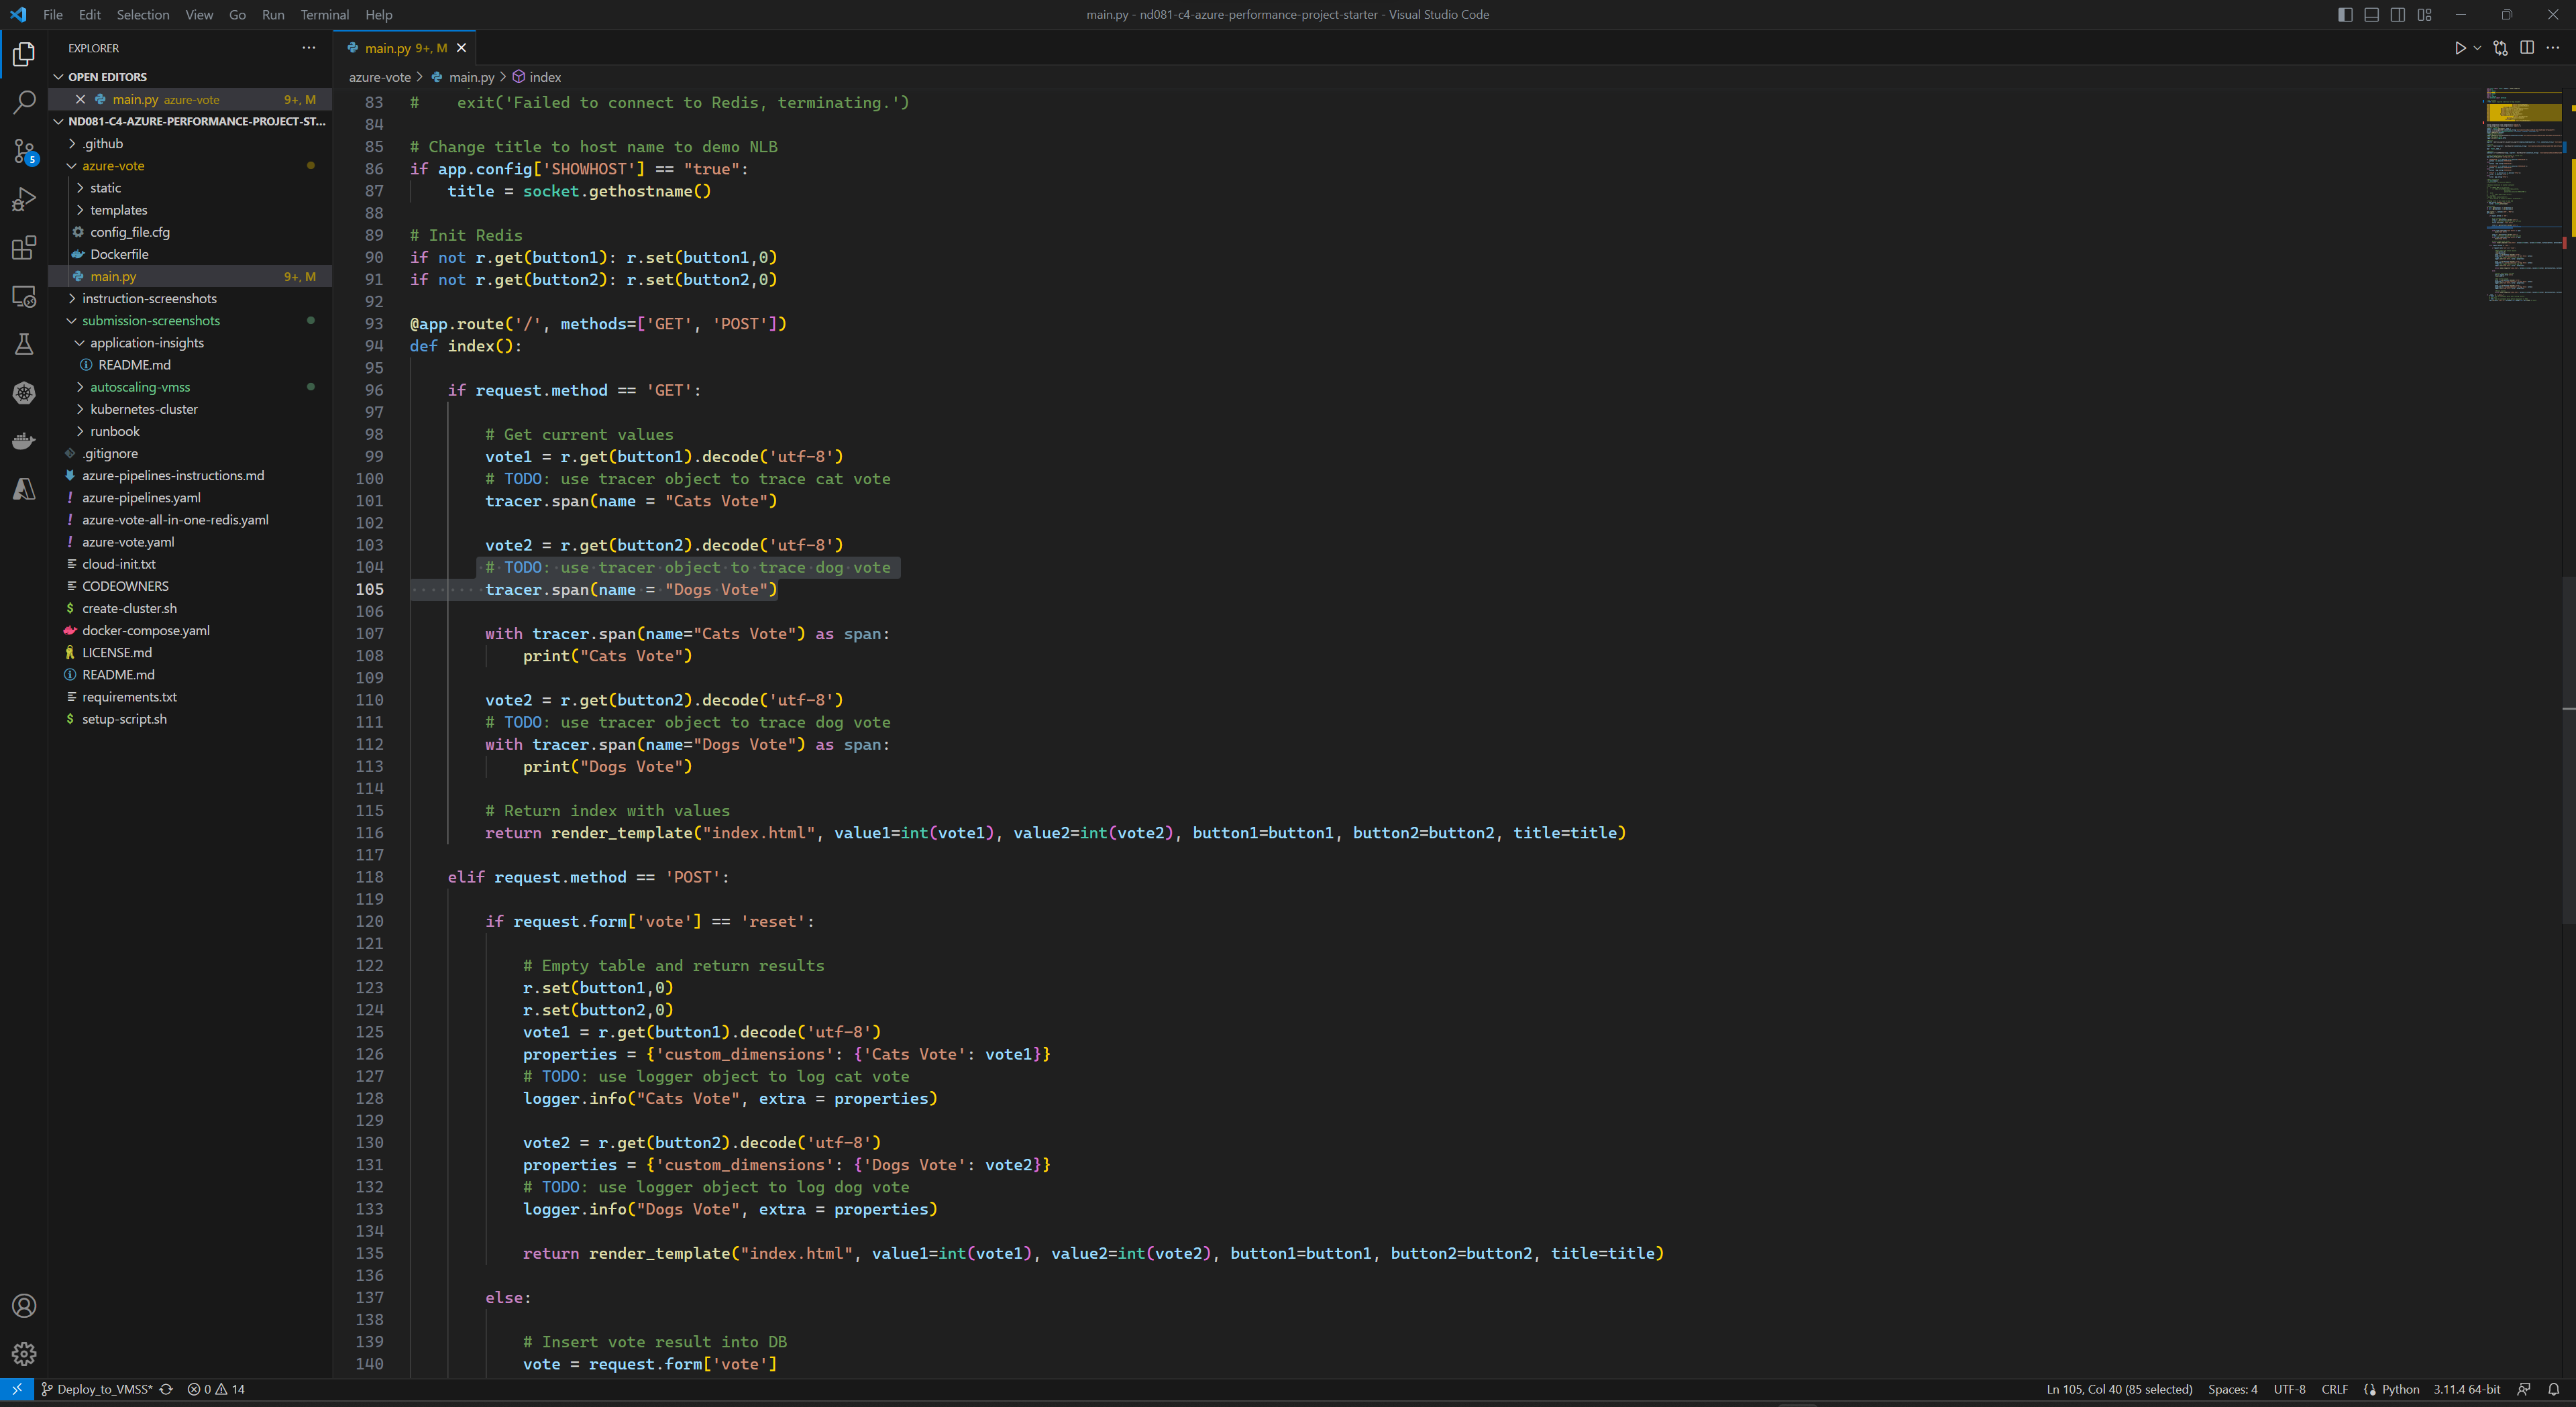 File Edit Selection View Go Run Terminal Help
main.py - nd081-c4-azure-performance-project-starter - Visual Studio Code
EXPLORER
OPEN EDITORS
main.py azure-vote 9+, M
ND081-C4-AZURE-PERFORMANCE-PROJECT-ST...
.github
azure-vote
static
templates
config_file.cfg
Dockerfile
main.py 9+, M
instruction-screenshots
submission-screenshots
application-insights
README.md
autoscaling-vmss
kubernetes-cluster
runbook
.gitignore
azure-pipelines-instructions.md
azure-pipelines.yaml
azure-vote-all-in-one-redis.yaml
azure-vote.yaml
cloud-init.txt
CODEOWNERS
create-cluster.sh
docker-compose.yaml
LICENSE.md
README.md
requirements.txt
setup-script.sh
5
main.py 9+, M
azure-vote > main.py > index
83 #    exit('Failed to connect to Redis, terminating.')
84
85 # Change title to host name to demo NLB
86 if app.config['SHOWHOST'] == "true":
87     title = socket.gethostname()
88
89 # Init Redis
90 if not r.get(button1): r.set(button1,0)
91 if not r.get(button2): r.set(button2,0)
92
93 @app.route('/', methods=['GET', 'POST'])
94 def index():
95
96     if request.method == 'GET':
97
98         # Get current values
99         vote1 = r.get(button1).decode('utf-8')
100         # TODO: use tracer object to trace cat vote
101         tracer.span(name = "Cats Vote")
102
103         vote2 = r.get(button2).decode('utf-8')
104         # TODO: use tracer object to trace dog vote
105         tracer.span(name = "Dogs Vote")
106
107         with tracer.span(name="Cats Vote") as span:
108             print("Cats Vote")
109
110         vote2 = r.get(button2).decode('utf-8')
111         # TODO: use tracer object to trace dog vote
112         with tracer.span(name="Dogs Vote") as span:
113             print("Dogs Vote")
114
115         # Return index with values
116         return render_template("index.html", value1=int(vote1), value2=int(vote2), button1=button1, button2=button2, title=title)
117
118     elif request.method == 'POST':
119
120         if request.form['vote'] == 'reset':
121
122             # Empty table and return results
123             r.set(button1,0)
124             r.set(button2,0)
125             vote1 = r.get(button1).decode('utf-8')
126             properties = {'custom_dimensions': {'Cats Vote': vote1}}
127             # TODO: use logger object to log cat vote
128             logger.info("Cats Vote", extra = properties)
129
130             vote2 = r.get(button2).decode('utf-8')
131             properties = {'custom_dimensions': {'Dogs Vote': vote2}}
132             # TODO: use logger object to log dog vote
133             logger.info("Dogs Vote", extra = properties)
134
135             return render_template("index.html", value1=int(vote1), value2=int(vote2), button1=button1, button2=button2, title=title)
136
137         else:
138
139             # Insert vote result into DB
140             vote = request.form['vote']
Deploy_to_VMSS* 0 14
Ln 105, Col 40 (85 selected) Spaces: 4 UTF-8 CRLF Python 3.11.4 64-bit